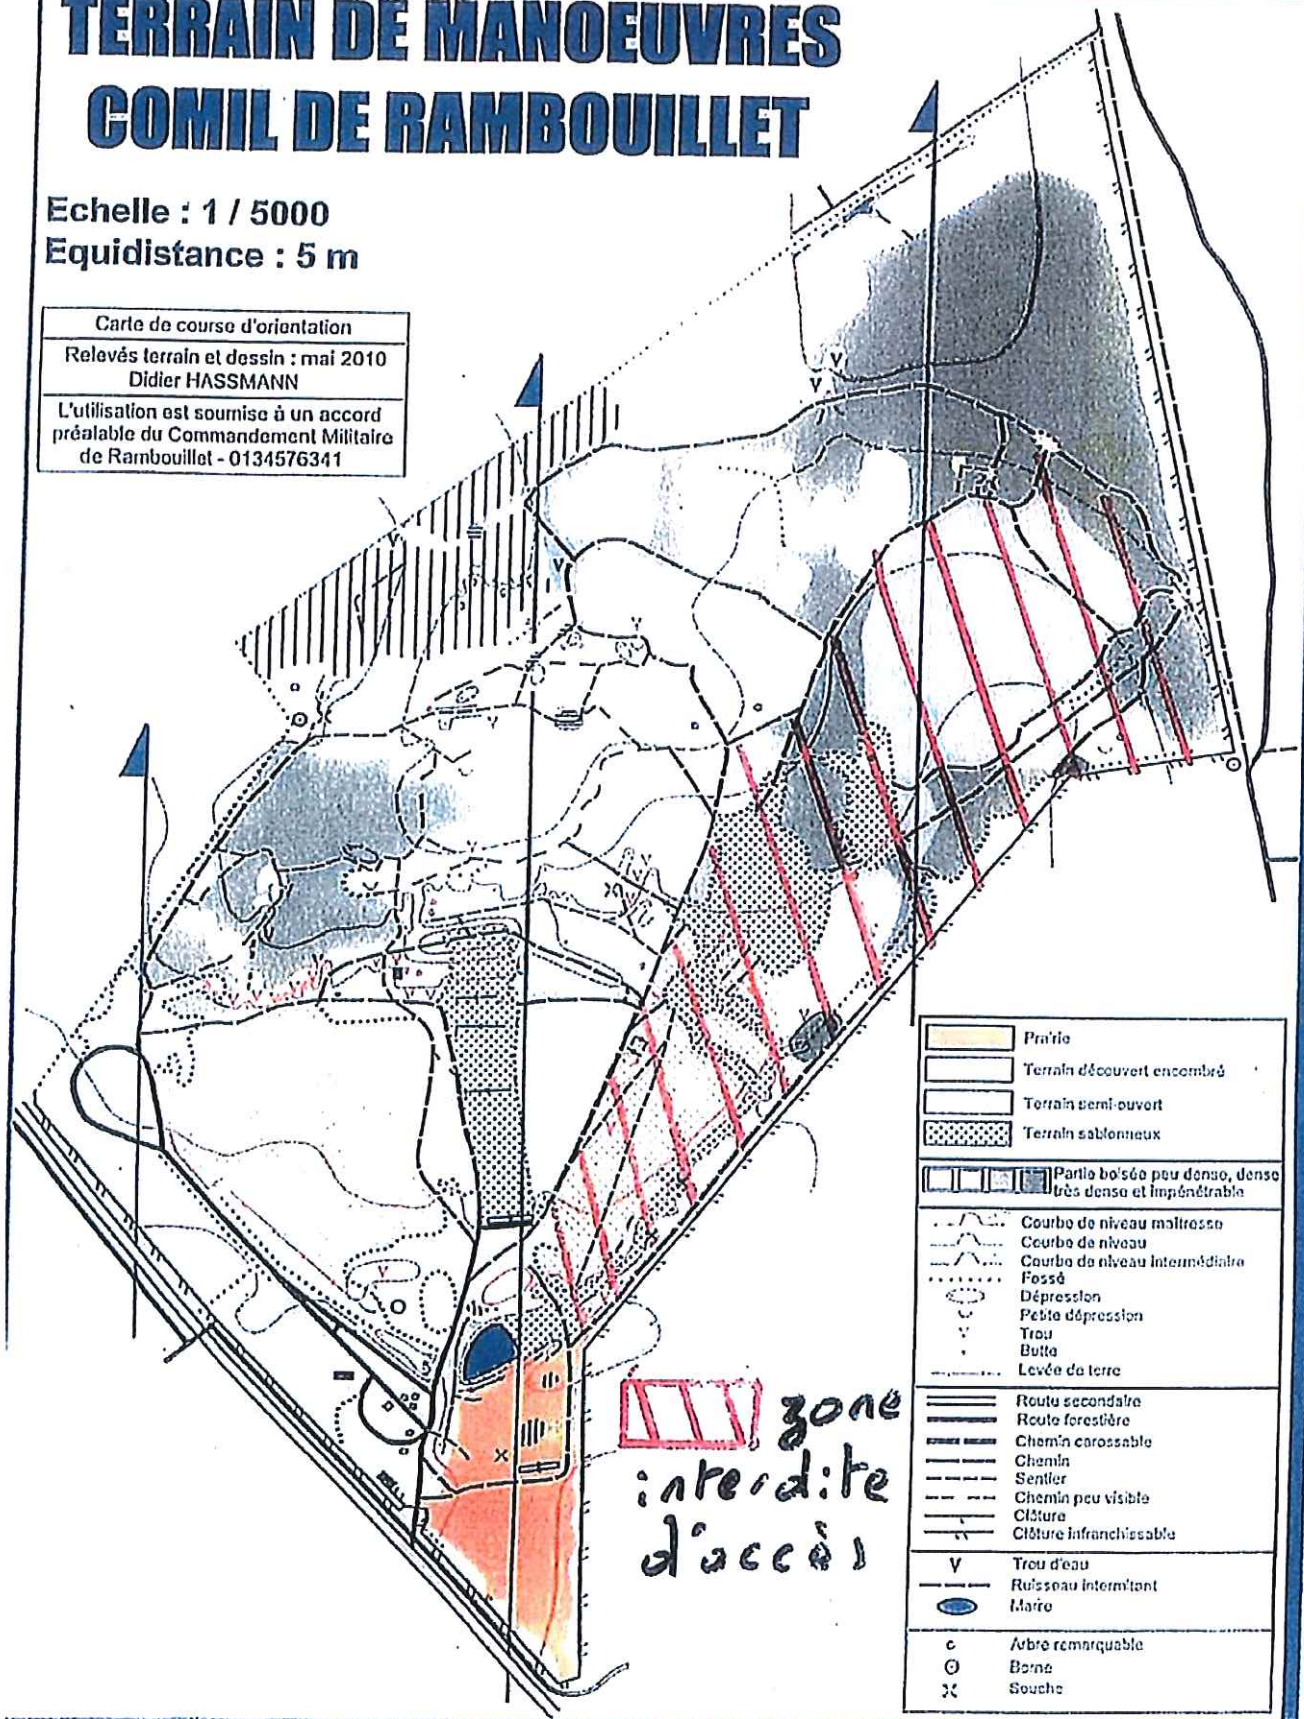 TERRAIN DE MANOEUVRES
COMIL DE RAMBOUILLET
Echelle : 1 / 5000
Equidistance : 5 m
Carte de course d'orientation
Relevés terrain et dessin : mai 2010
Didier HASSMANN
L'utilisation est soumise à un accord
préalable du Commandement Militaire
de Rambouillet - 0134576341
Prairie
Terrain découvert encombré
Terrain semi-ouvert
Terrain sablonneux
Partie boisée peu dense, dense
très dense et impénétrable
Courbe de niveau maîtresse
Courbe de niveau
Courbe de niveau intermédiaire
Fossé
Dépression
Petite dépression
Trou
Butte
Levée de terre
Route secondaire
Route forestière
Chemin carossable
Chemin
Sentier
Chemin peu visible
Clôture
Clôture infranchissable
Trou d'eau
Ruisseau intermitant
Mare
Arbre remarquable
Borne
Souche
zone
interdite
d'accès